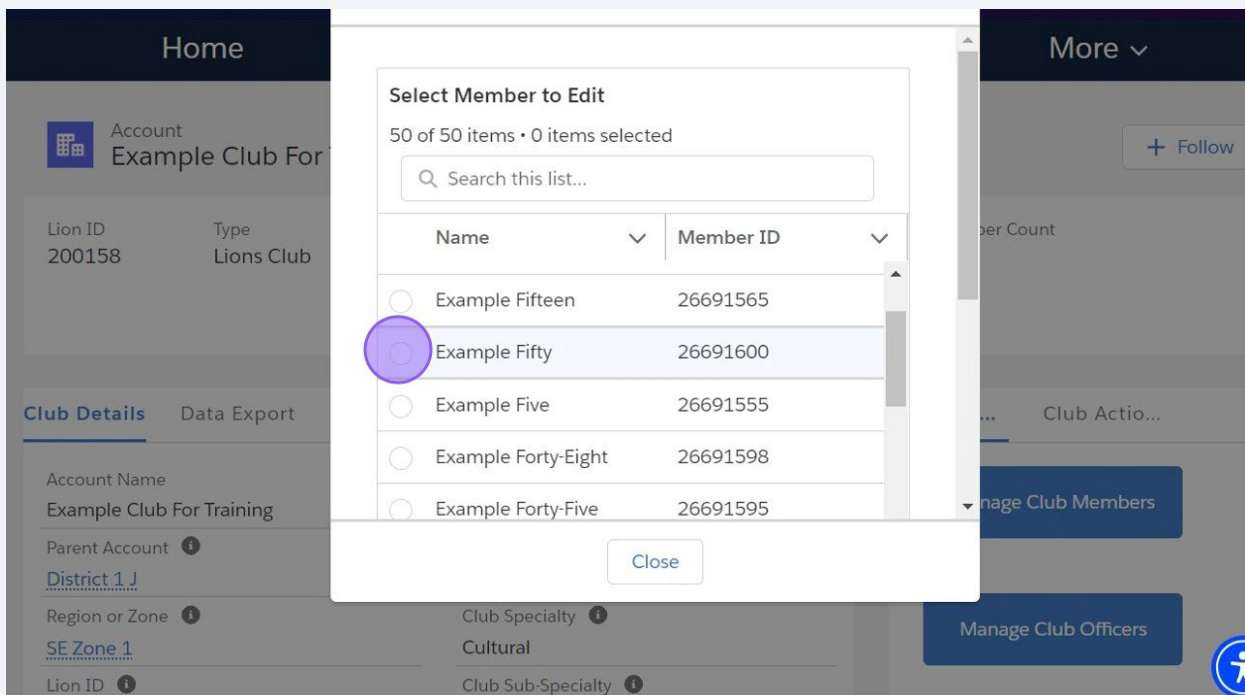 Home
More
Account
Example Club For
+ Follow
Lion ID
200158
Type
Lions Club
per Count
Select Member to Edit
50 of 50 items • 0 items selected
Search this list...
Name
Member ID
Example Fifteen 26691565
Example Fifty 26691600
Example Five 26691555
Example Forty-Eight 26691598
Example Forty-Five 26691595
Close
Club Details
Data Export
...
Club Actio...
Account Name
Example Club For Training
Parent Account
District 1 J
Region or Zone
SE Zone 1
Lion ID
Club Specialty
Cultural
Club Sub-Specialty
nage Club Members
Manage Club Officers